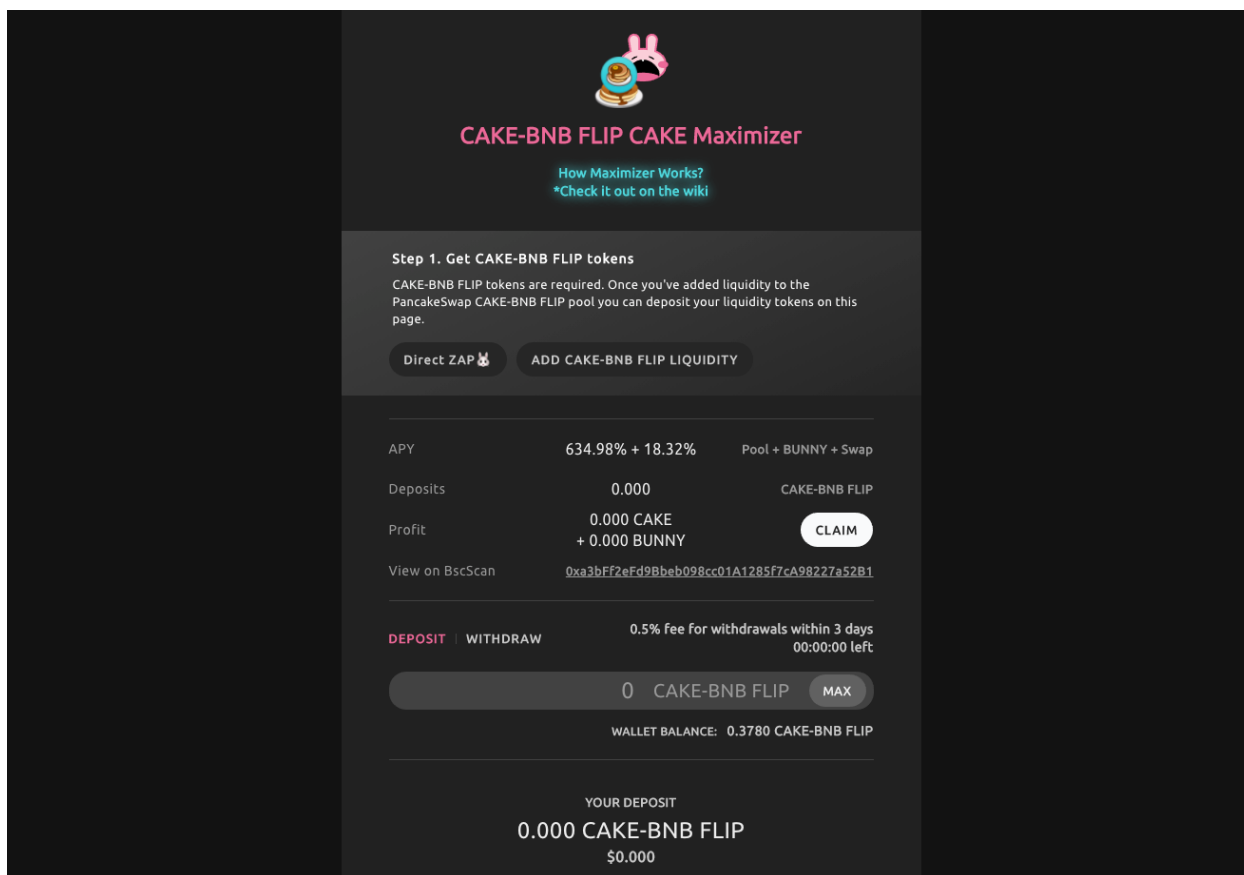 CAKE-BNB FLIP CAKE Maximizer
How Maximizer Works?
*Check it out on the wiki
Step 1. Get CAKE-BNB FLIP tokens
CAKE-BNB FLIP tokens are required. Once you've added liquidity to the
PancakeSwap CAKE-BNB FLIP pool you can deposit your liquidity tokens on this
page.
Direct ZAP ADD CAKE-BNB FLIP LIQUIDITY
APY 634.98% + 18.32% Pool + BUNNY + Swap
Deposits 0.000 CAKE-BNB FLIP
Profit 0.000 CAKE
+ 0.000 BUNNY CLAIM
View on BscScan 0xa3bFf2eFd9Bbeb098cc01A1285f7cA98227a52B1
DEPOSIT | WITHDRAW 0.5% fee for withdrawals within 3 days
00:00:00 left
0 CAKE-BNB FLIP MAX
WALLET BALANCE: 0.3780 CAKE-BNB FLIP
YOUR DEPOSIT
0.000 CAKE-BNB FLIP
$0.000